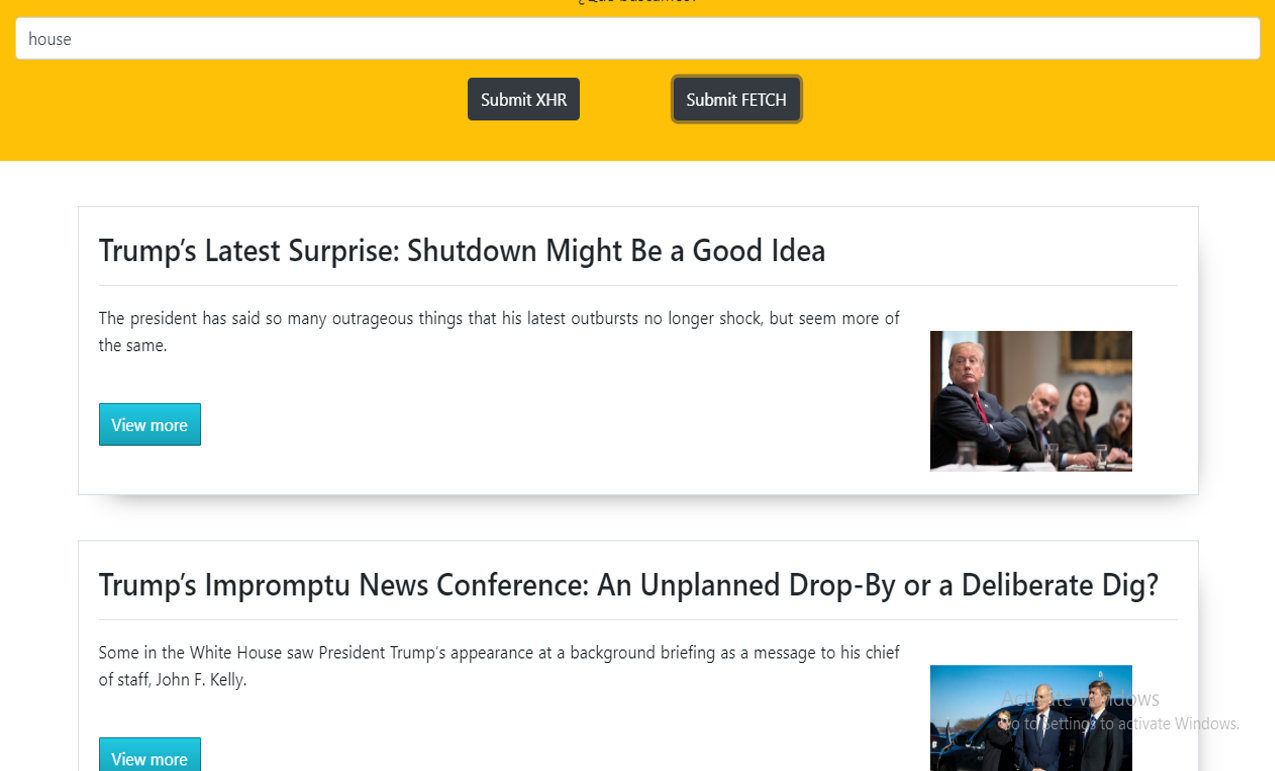 house
Submit XHR
Submit FETCH
Trump’s Latest Surprise: Shutdown Might Be a Good Idea
The president has said so many outrageous things that his latest outbursts no longer shock, but seem more of
the same.
View more
Trump’s Impromptu News Conference: An Unplanned Drop-By or a Deliberate Dig?
Some in the White House saw President Trump’s appearance at a background briefing as a message to his chief
of staff, John F. Kelly.
View more
Activate Windows
Go to Settings to activate Windows.